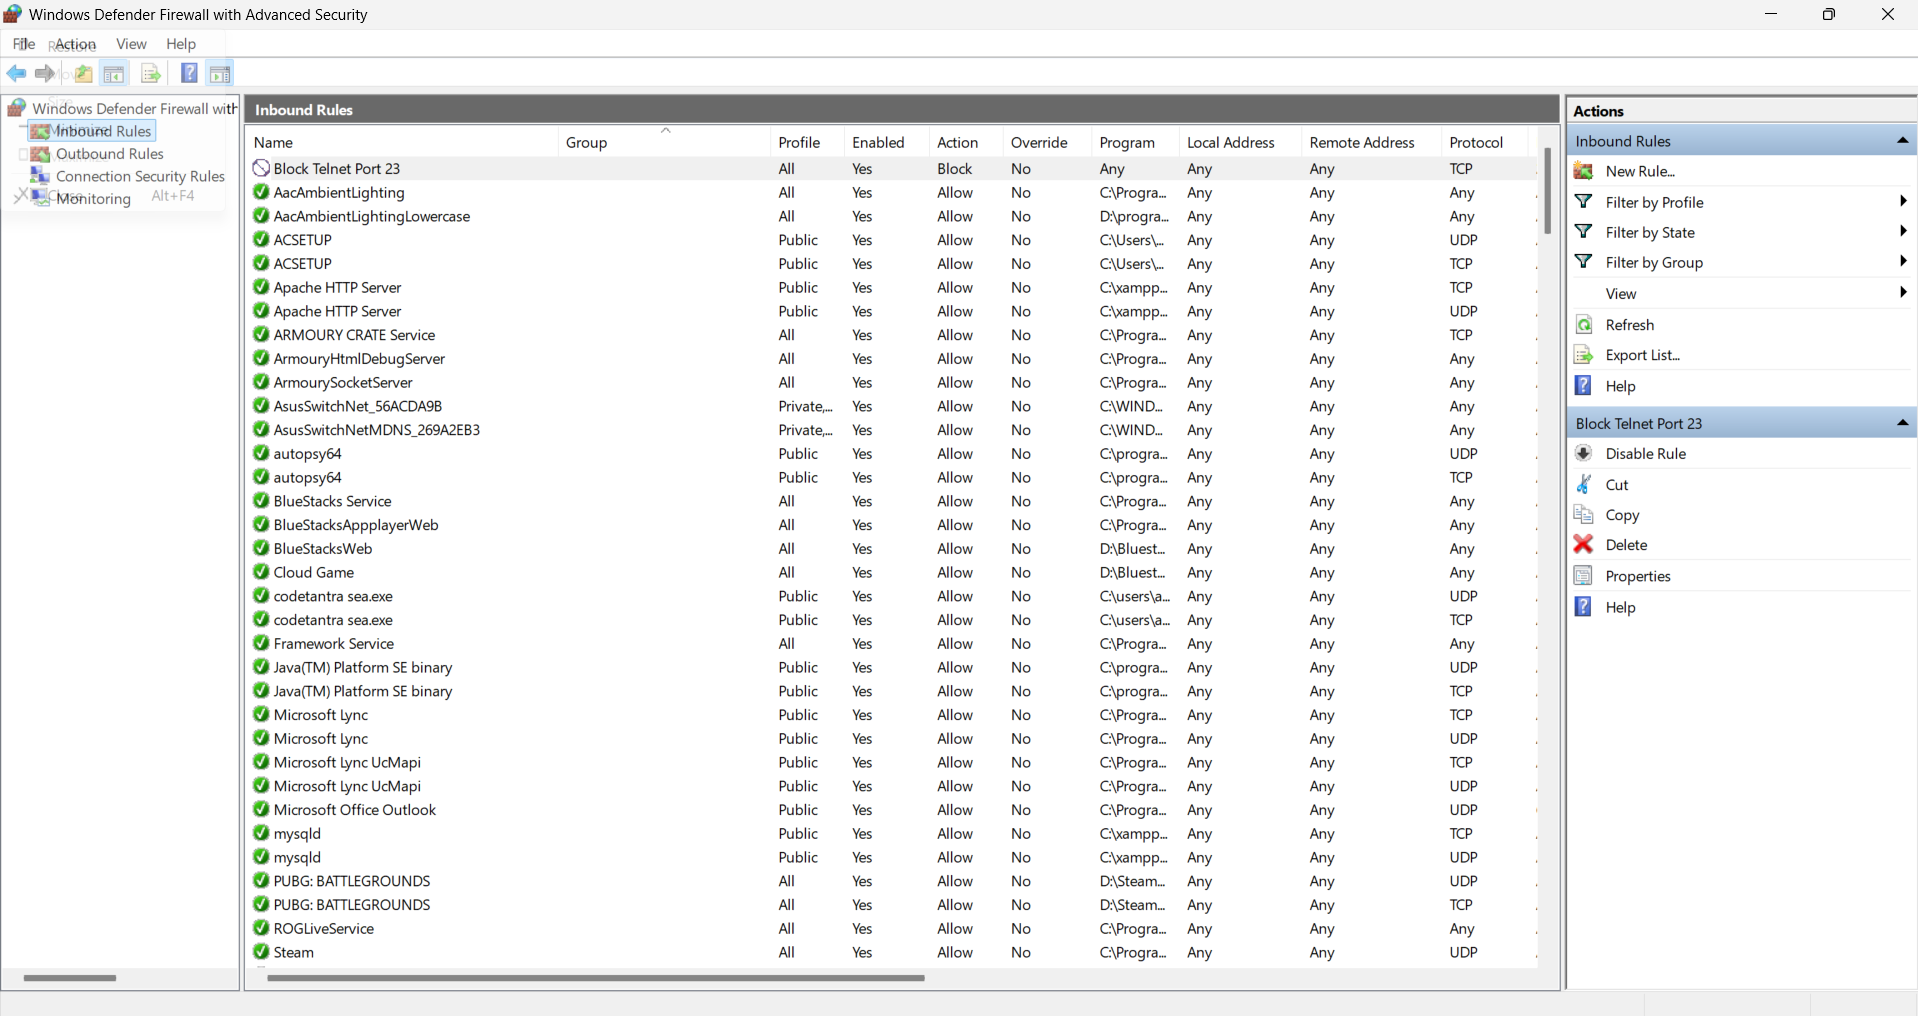 Windows Defender Firewall with Advanced Security
File Action View Help
Restore
Windows Defender Firewall with
Inbound Rules
Outbound Rules
Connection Security Rules
Monitoring Alt+F4
Inbound Rules
Name Group Profile Enabled Action Override Program Local Address Remote Address Protocol
Block Telnet Port 23 All Yes Block No Any Any Any TCP
AacAmbientLighting All Yes Allow No C:\Progra... Any Any Any
AacAmbientLightingLowercase All Yes Allow No D:\progra... Any Any Any
ACSETUP Public Yes Allow No C:\Users\... Any Any UDP
ACSETUP Public Yes Allow No C:\Users\... Any Any TCP
Apache HTTP Server Public Yes Allow No C:\xampp... Any Any TCP
Apache HTTP Server Public Yes Allow No C:\xampp... Any Any UDP
ARMOURY CRATE Service All Yes Allow No C:\Progra... Any Any TCP
ArmouryHtmlDebugServer All Yes Allow No C:\Progra... Any Any Any
ArmourySocketServer All Yes Allow No C:\Progra... Any Any Any
AsusSwitchNet_56ACDA9B Private,... Yes Allow No C:\WIND... Any Any Any
AsusSwitchNetMDNS_269A2EB3 Private,... Yes Allow No C:\WIND... Any Any Any
autopsy64 Public Yes Allow No C:\progra... Any Any UDP
autopsy64 Public Yes Allow No C:\progra... Any Any TCP
BlueStacks Service All Yes Allow No C:\Progra... Any Any Any
BlueStacksAppplayerWeb All Yes Allow No C:\Progra... Any Any Any
BlueStacksWeb All Yes Allow No D:\Bluest... Any Any Any
Cloud Game All Yes Allow No D:\Bluest... Any Any Any
codetantra sea.exe Public Yes Allow No C:\users\a... Any Any UDP
codetantra sea.exe Public Yes Allow No C:\users\a... Any Any TCP
Framework Service All Yes Allow No C:\Progra... Any Any Any
Java(TM) Platform SE binary Public Yes Allow No C:\progra... Any Any UDP
Java(TM) Platform SE binary Public Yes Allow No C:\progra... Any Any TCP
Microsoft Lync Public Yes Allow No C:\Progra... Any Any TCP
Microsoft Lync Public Yes Allow No C:\Progra... Any Any UDP
Microsoft Lync UcMapi Public Yes Allow No C:\Progra... Any Any TCP
Microsoft Lync UcMapi Public Yes Allow No C:\Progra... Any Any UDP
Microsoft Office Outlook Public Yes Allow No C:\Progra... Any Any UDP
mysqld Public Yes Allow No C:\xampp... Any Any TCP
mysqld Public Yes Allow No C:\xampp... Any Any UDP
PUBG: BATTLEGROUNDS All Yes Allow No D:\Steam... Any Any UDP
PUBG: BATTLEGROUNDS All Yes Allow No D:\Steam... Any Any TCP
ROGLiveService All Yes Allow No C:\Progra... Any Any Any
Steam All Yes Allow No C:\Progra... Any Any UDP
Actions
Inbound Rules
New Rule...
Filter by Profile
Filter by State
Filter by Group
View
Refresh
Export List...
Help
Block Telnet Port 23
Disable Rule
Cut
Copy
Delete
Properties
Help